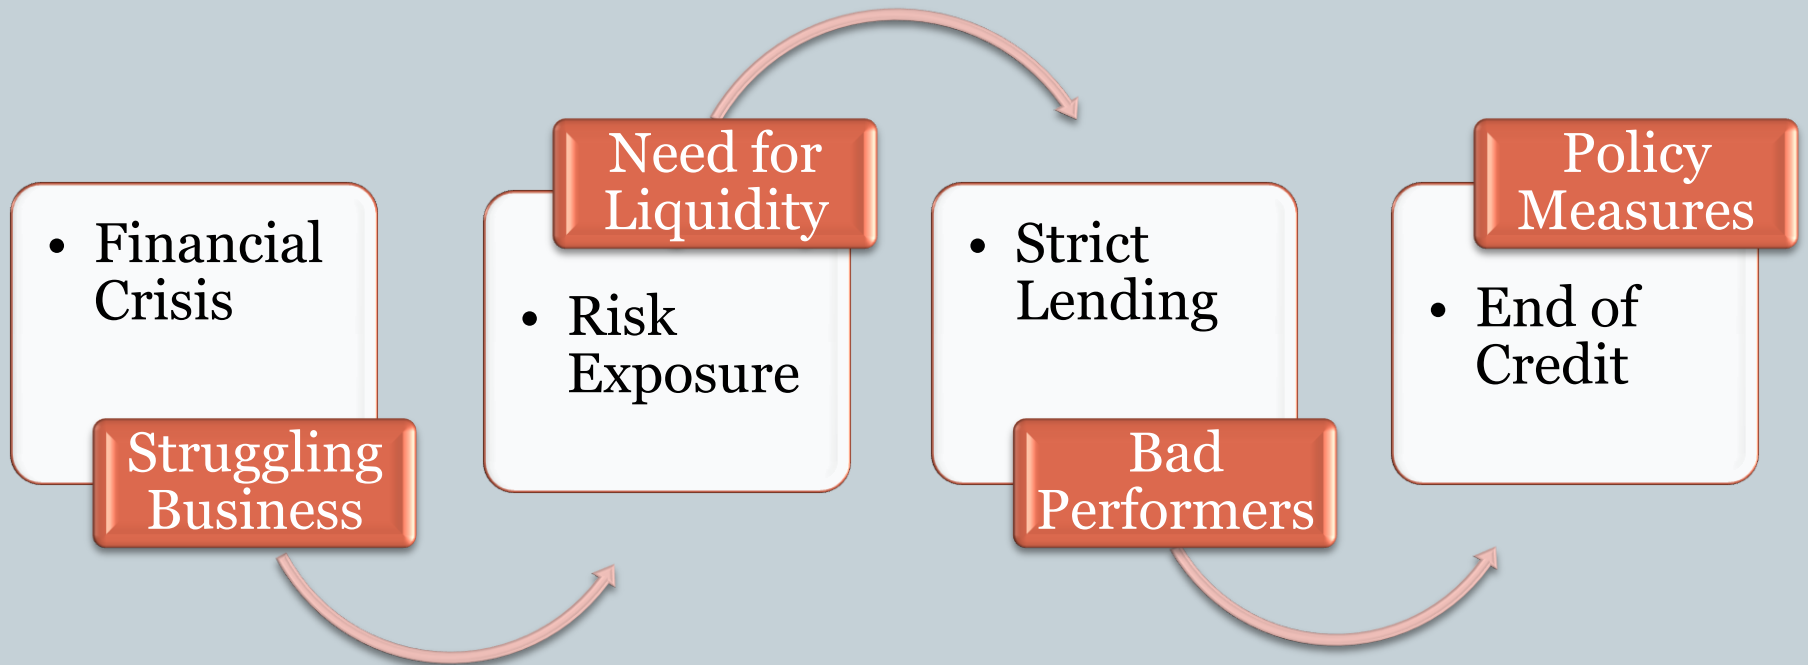 • Financial
Crisis
Struggling
Business
Need for
Liquidity
• Risk
Exposure
• Strict
Lending
Bad
Performers
Policy
Measures
• End of
Credit